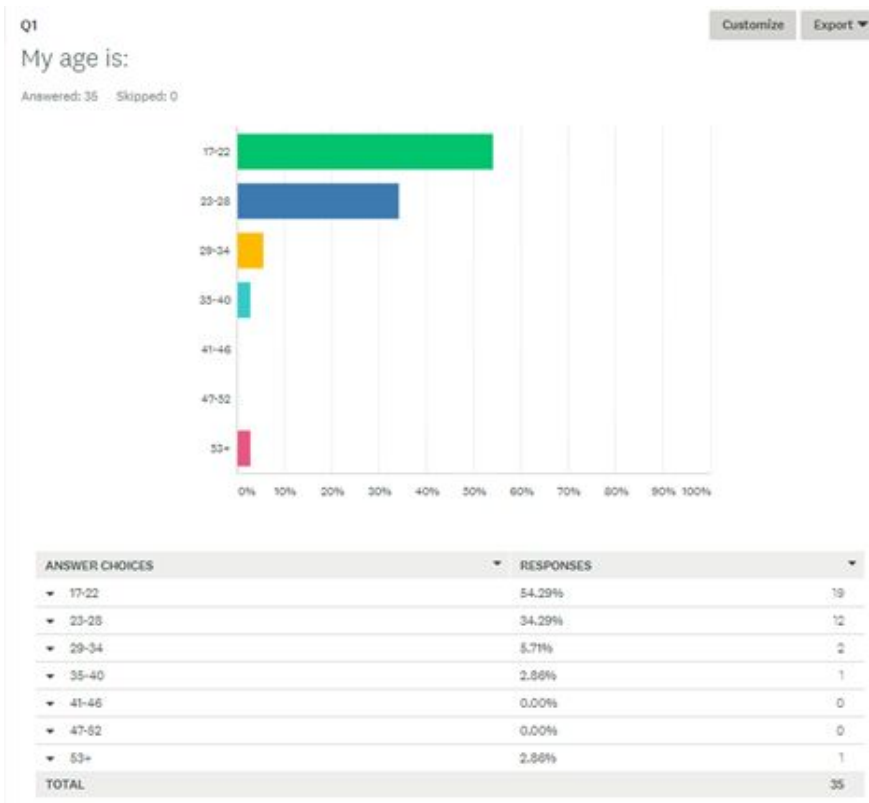 Q1
Customize Export
My age is:
Answered: 35 Skipped: 0
17-22
23-28
29-34
35-40
41-46
47-52
53+
0% 10% 20% 30% 40% 50% 60% 70% 80% 90% 100%
ANSWER CHOICES RESPONSES
17-22 54.29% 19
23-28 34.29% 12
29-34 5.71% 2
35-40 2.86% 1
41-46 0.00% 0
47-52 0.00% 0
53+ 2.86% 1
TOTAL 35